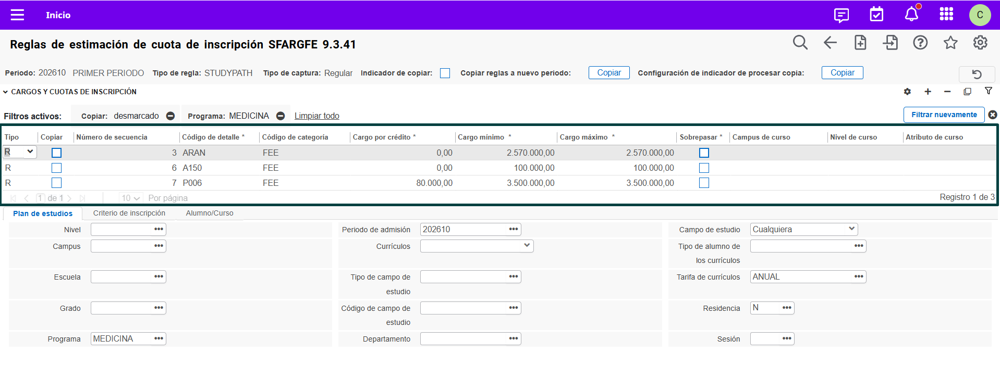 Inicio
C
Reglas de estimación de cuota de inscripción SFARGFE 9.3.41
Periodo: 202610 PRIMER PERIODO Tipo de regla: STUDYPATH Tipo de captura: Regular Indicador de copiar: Copiar reglas a nuevo periodo: Copiar Configuración de indicador de procesar copia: Copiar
CARGOS Y CUOTAS DE INSCRIPCIÓN
Filtros activos: Copiar: desmarcado Programa: MEDICINA Limpiar todo Filtrar nuevamente
Tipo Copiar Número de secuencia Código de detalle * Código de categoría Cargo por crédito * Cargo mínimo * Cargo máximo * Sobrepasar * Campus de curso Nivel de curso Atributo de curso
R 3 ARAN FEE 0,00 2.570.000,00 2.570.000,00
R 6 A150 FEE 0,00 100.000,00 100.000,00
R 7 P006 FEE 80.000,00 3.500.000,00 3.500.000,00
1 de 1 10 Por página Registro 1 de 3
Plan de estudios Criterio de inscripción Alumno/Curso
Nivel Periodo de admisión 202610 Campo de estudio Cualquiera
Campus Currículos Tipo de alumno de
los currículos
Escuela Tipo de campo de Tarifa de currículos ANUAL
estudio
Grado Código de campo de Residencia N
estudio
Programa MEDICINA Departamento Sesión